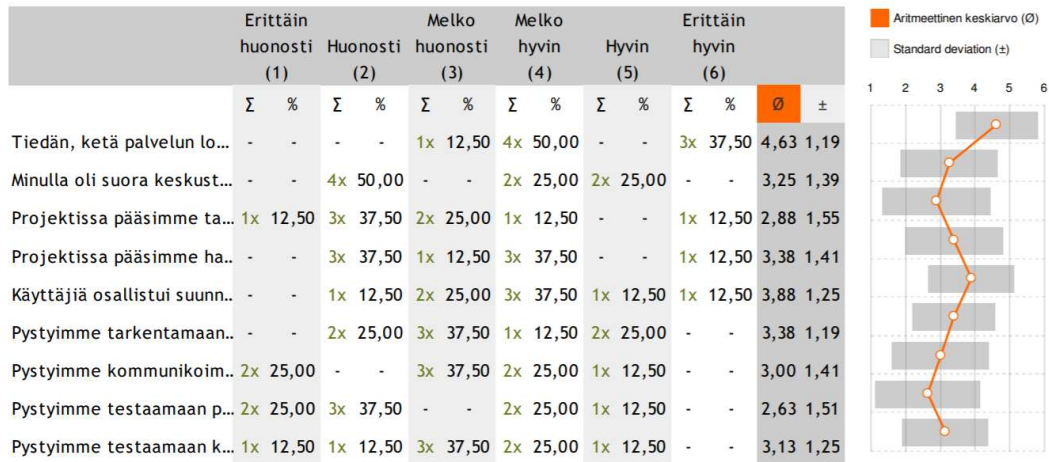 Erittäin Melko Melko Erittäin
huonosti Huonosti huonosti hyvin Hyvin hyvin
(1) (2) (3) (4) (5) (6)
Σ % Σ % Σ % Σ % Σ % Σ % Ø ±
Tiedän, ketä palvelun lo... - - - - 1x 12,50 4x 50,00 - - 3x 37,50 4,63 1,19
Minulla oli suora keskust... - - 4x 50,00 - - 2x 25,00 2x 25,00 - - 3,25 1,39
Projektissa pääsimme ta... 1x 12,50 3x 37,50 2x 25,00 1x 12,50 - - 1x 12,50 2,88 1,55
Projektissa pääsimme ha... - - 3x 37,50 1x 12,50 3x 37,50 - - 1x 12,50 3,38 1,41
Käyttäjiä osallistui suunn.. - - 1x 12,50 2x 25,00 3x 37,50 1x 12,50 1x 12,50 3,88 1,25
Pystyimme tarkentamaan.. - - 2x 25,00 3x 37,50 1x 12,50 2x 25,00 - - 3,38 1,19
Pystyimme kommunikoim.. 2x 25,00 - - 3x 37,50 2x 25,00 1x 12,50 - - 3,00 1,41
Pystyimme testaamaan p... 2x 25,00 3x 37,50 - - 2x 25,00 1x 12,50 - - 2,63 1,51
Pystyimme testaamaan k... 1x 12,50 1x 12,50 3x 37,50 2x 25,00 1x 12,50 - - 3,13 1,25
Aritmeettinen keskiarvo (Ø)
Standard deviation (±)
1 2 3 4 5 6